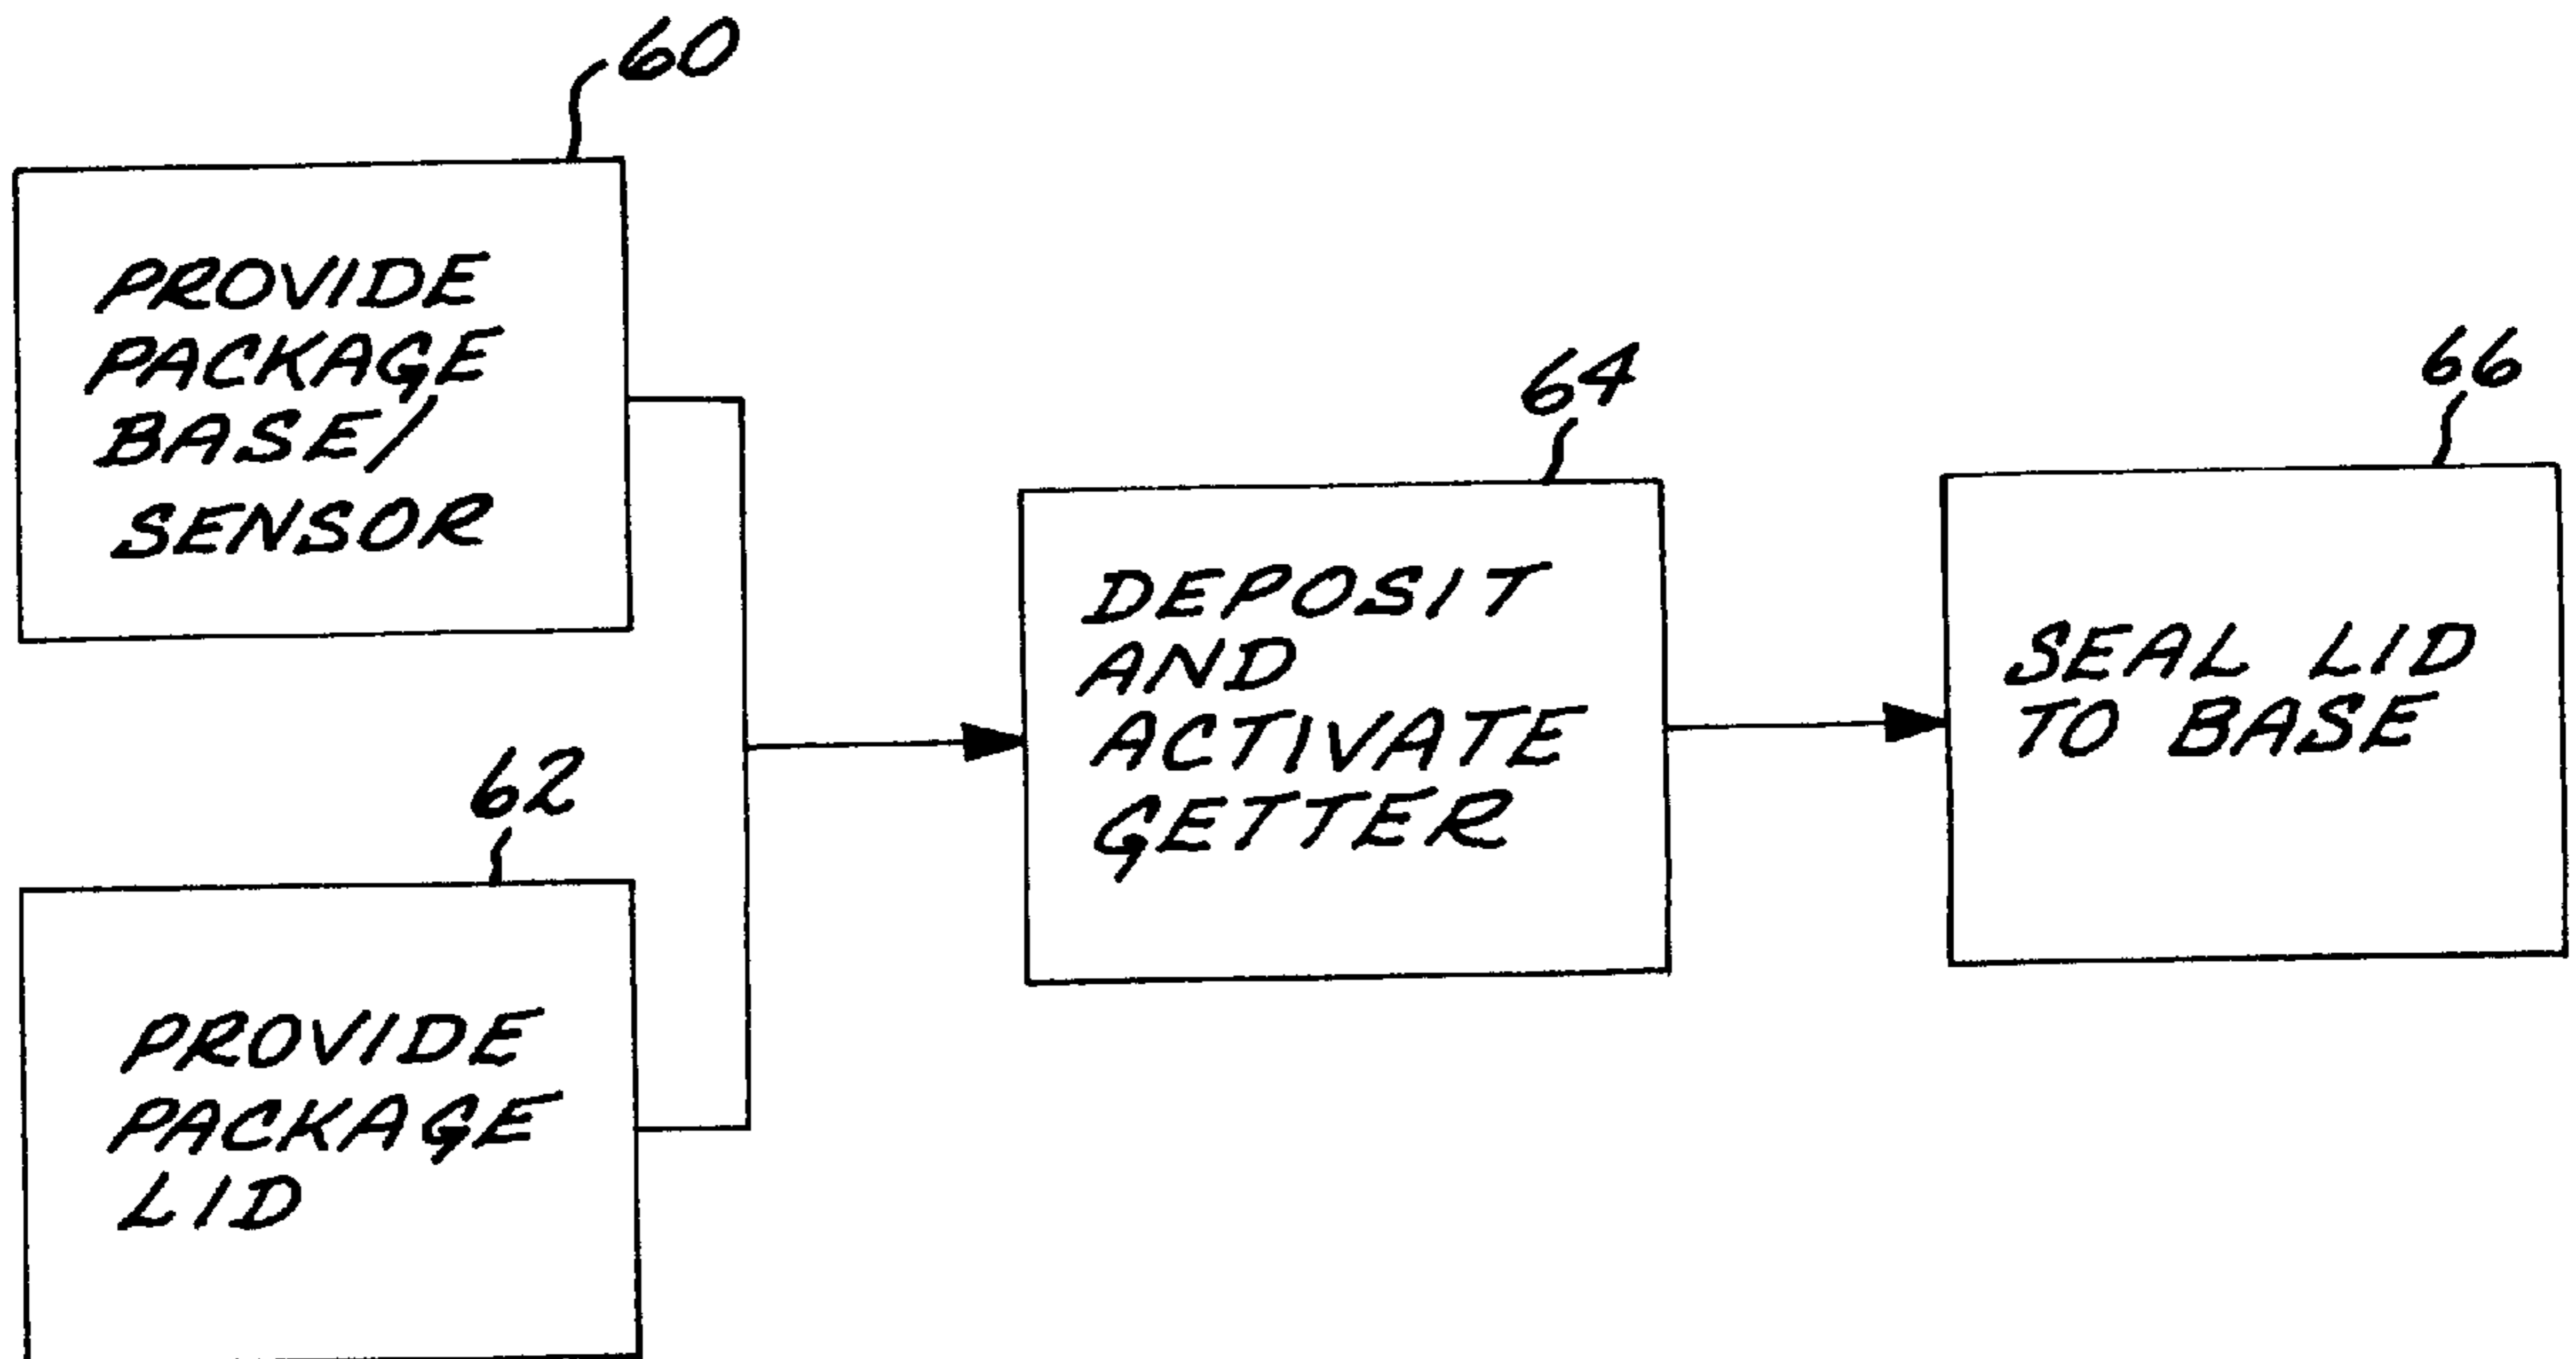 60
PROVIDE
PACKAGE
BASE/
SENSOR
62
PROVIDE
PACKAGE
LID
64
DEPOSIT
AND
ACTIVATE
GETTER
66
SEAL LID
TO BASE